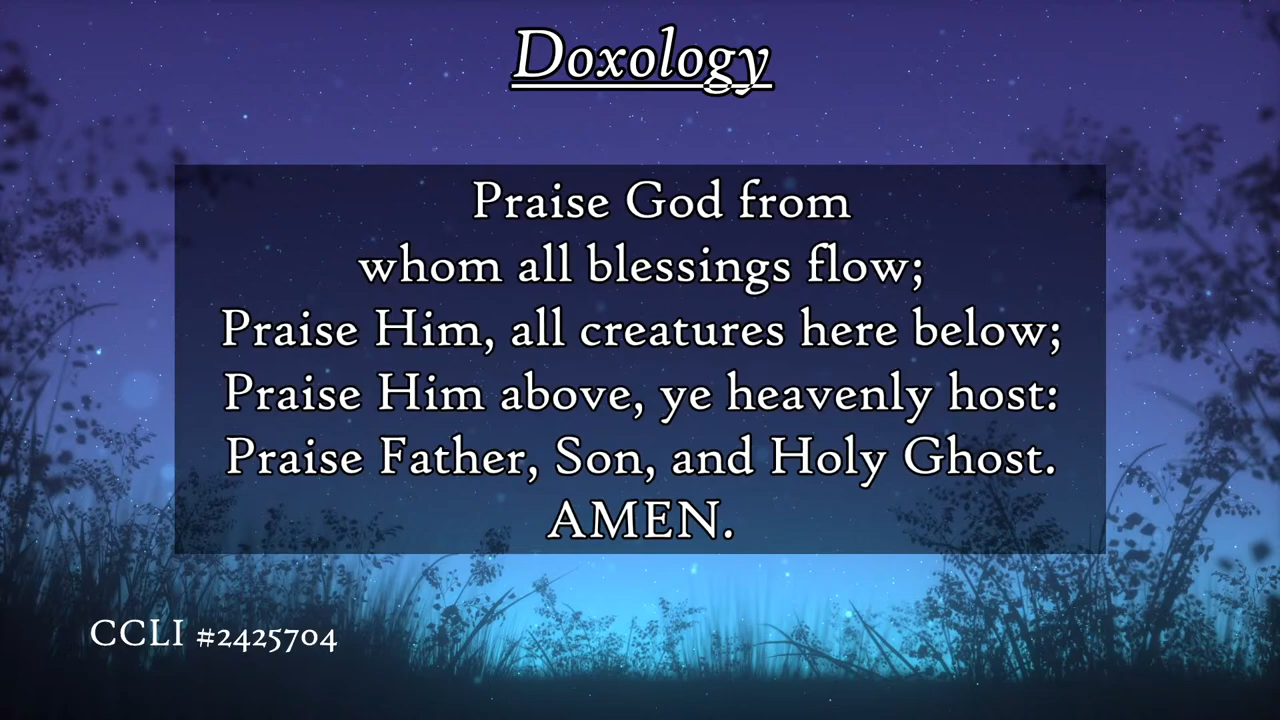 Doxology
Praise God from
whom all blessings flow;
Praise Him, all creatures here below;
Praise Him above, ye heavenly host:
Praise Father, Son, and Holy Ghost.
AMEN.
CCLI #2425704